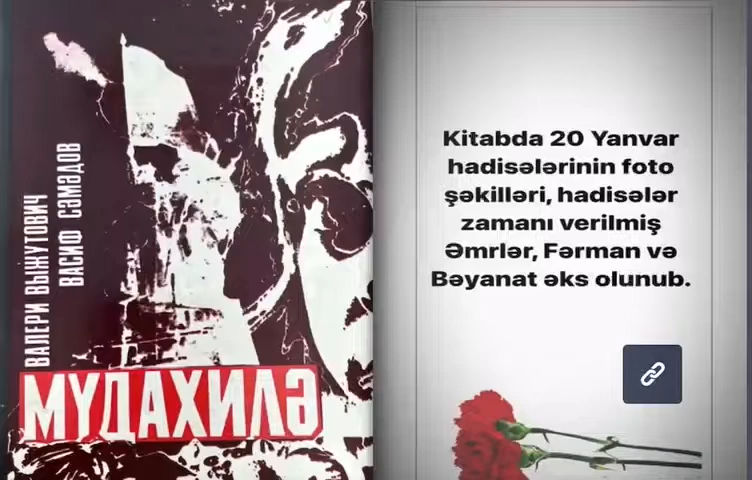 ВАЛЕРИ ВЫЖУТОВИЧ
ВАСИФ СӘМӘДОВ
МҮДАХИЛӘ
Kitabda 20 Yanvar
hadisələrinin foto
şəkilləri, hadisələr
zamanı verilmiş
Əmrlər, Fərman və
Bəyanat əks olunub.